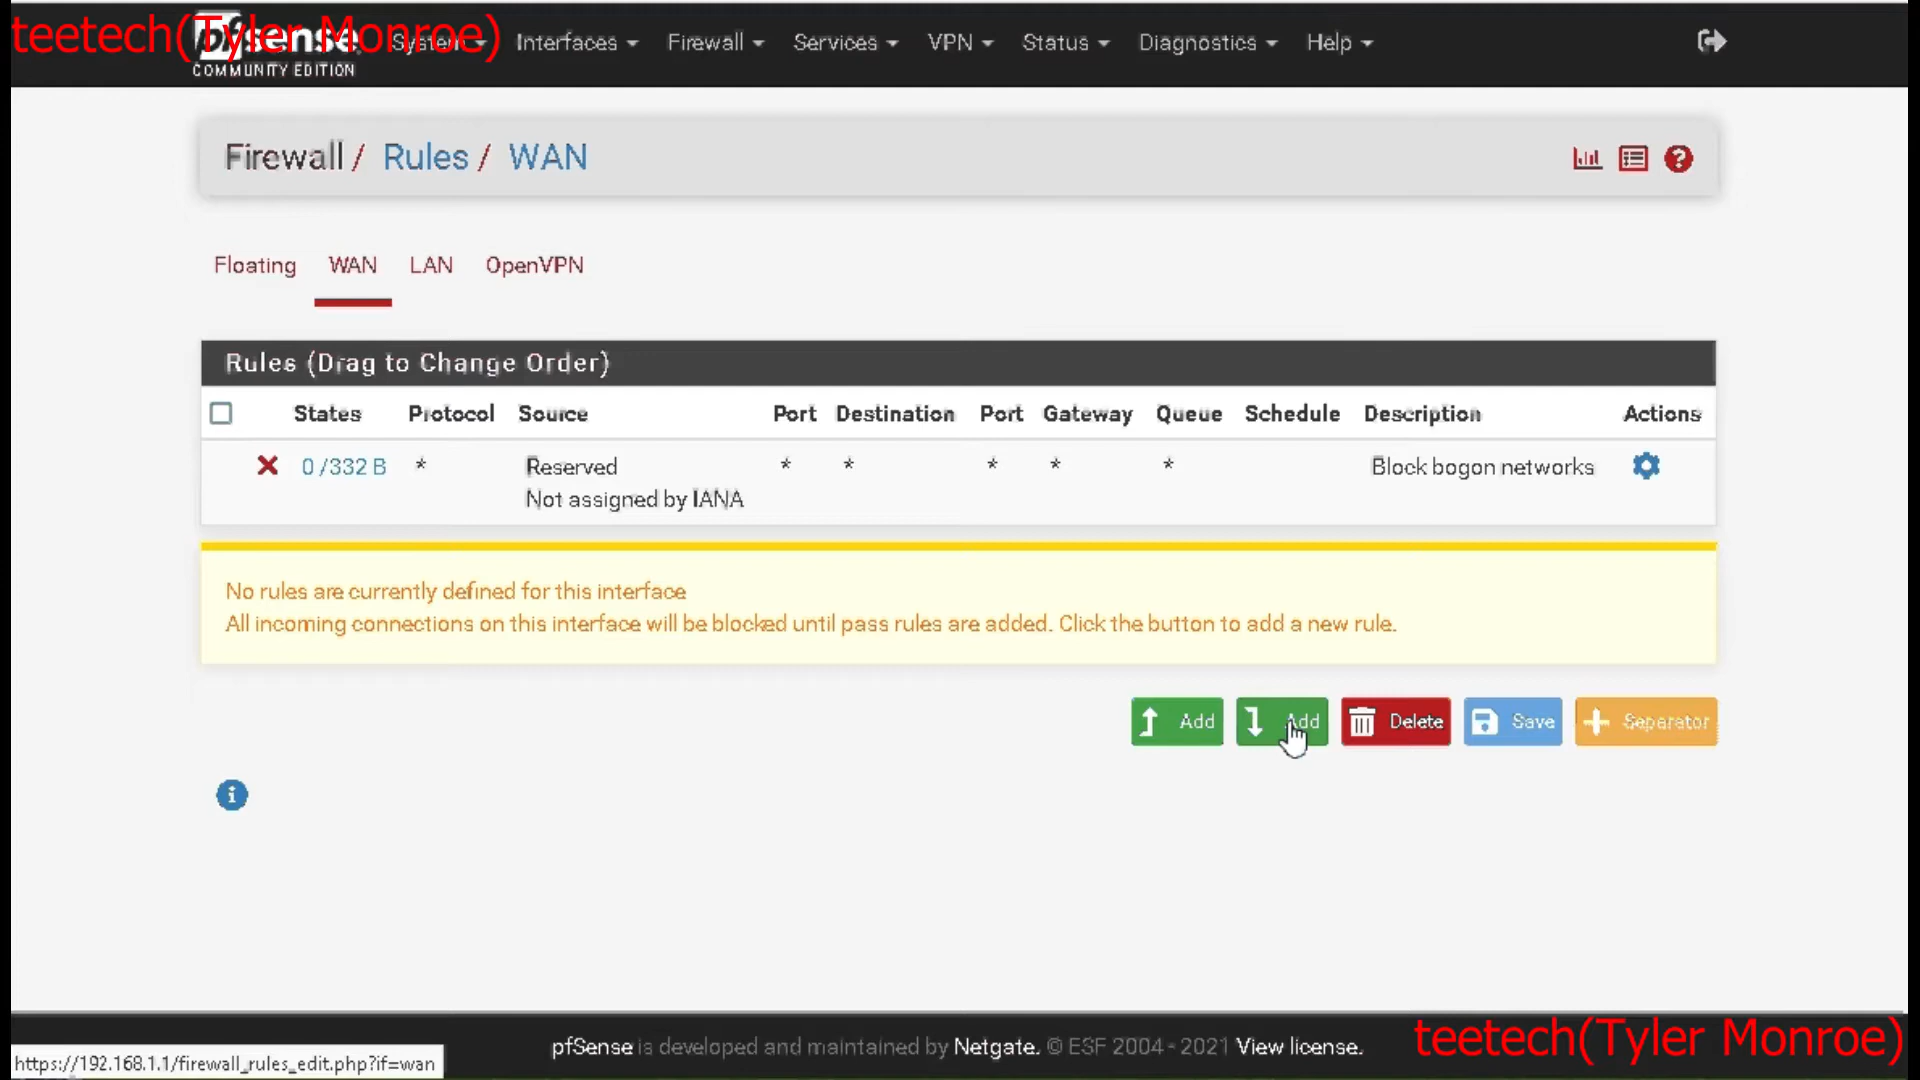 teetech(Tyler Monroe)
pfsense System Interfaces Firewall Services VPN Status Diagnostics Help
COMMUNITY EDITION
Firewall / Rules / WAN
Floating WAN LAN OpenVPN
Rules (Drag to Change Order)
States Protocol Source Port Destination Port Gateway Queue Schedule Description Actions
0 /332 B * Reserved * * * * * Block bogon networks
Not assigned by IANA
No rules are currently defined for this interface
All incoming connections on this interface will be blocked until pass rules are added. Click the button to add a new rule.
Add Add Delete Save Separator
pfSense is developed and maintained by Netgate. © ESF 2004 - 2021 View license.
teetech(Tyler Monroe)
https://192.168.1.1/firewall_rules_edit.php?if=wan